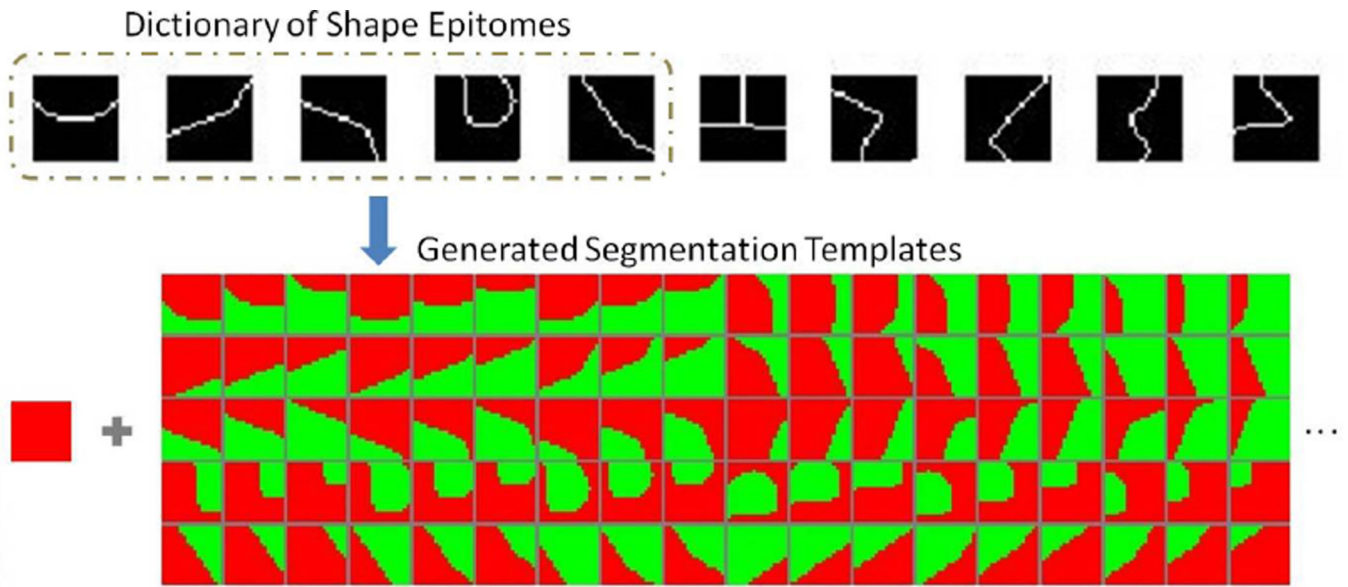 Dictionary of Shape Epitomes
Generated Segmentation Templates
...